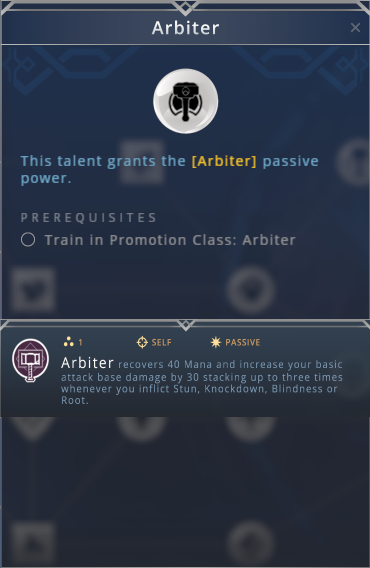 Arbiter
This talent grants the [Arbiter] passive
power.
PREREQUISITES
Train in Promotion Class: Arbiter
1 SELF PASSIVE
Arbiter recovers 40 Mana and increase your basic
attack base damage by 30 stacking up to three times
whenever you inflict Stun, Knockdown, Blindness or
Root.